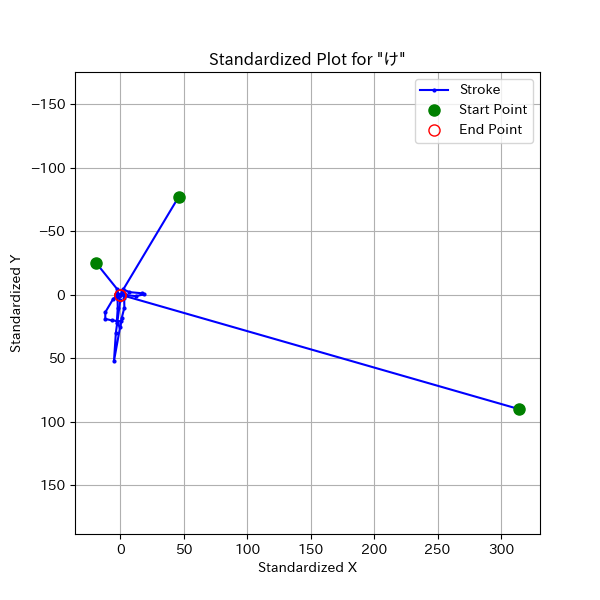 Standardized Plot for "け"
Stroke
Start Point
End Point
−150
−100
−50
0
50
100
150
Standardized Y
0 50 100 150 200 250 300
Standardized X